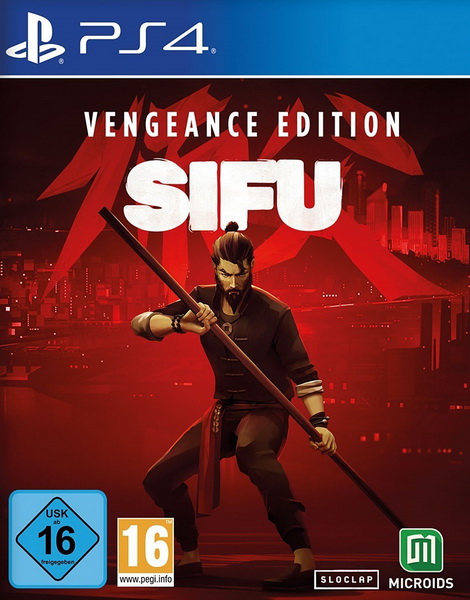 PS4
VENGEANCE EDITION
SIFU
USK
ab
16
freigegeben
16
www.pegi.info
SLOCLAP
MICROIDS